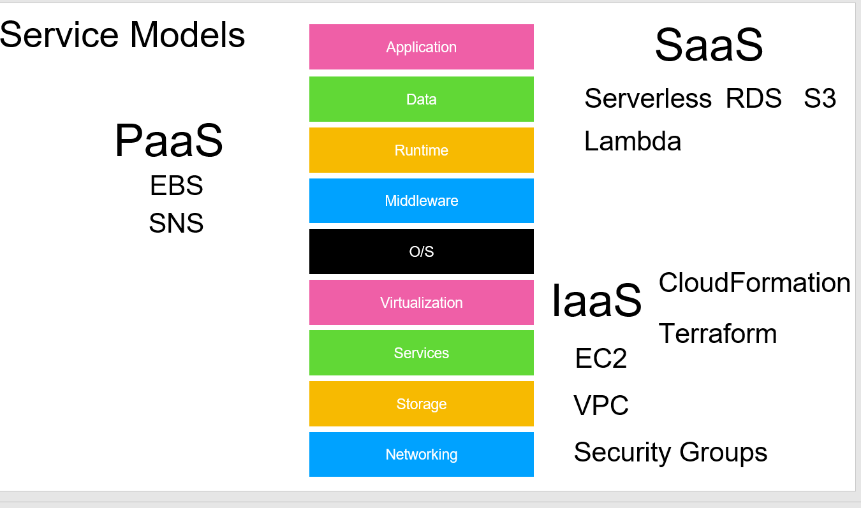 Service Models
PaaS
EBS
SNS
Application
Data
Runtime
Middleware
O/S
Virtualization
Services
Storage
Networking
SaaS
Serverless RDS S3
Lambda
IaaS
CloudFormation
Terraform
EC2
VPC
Security Groups